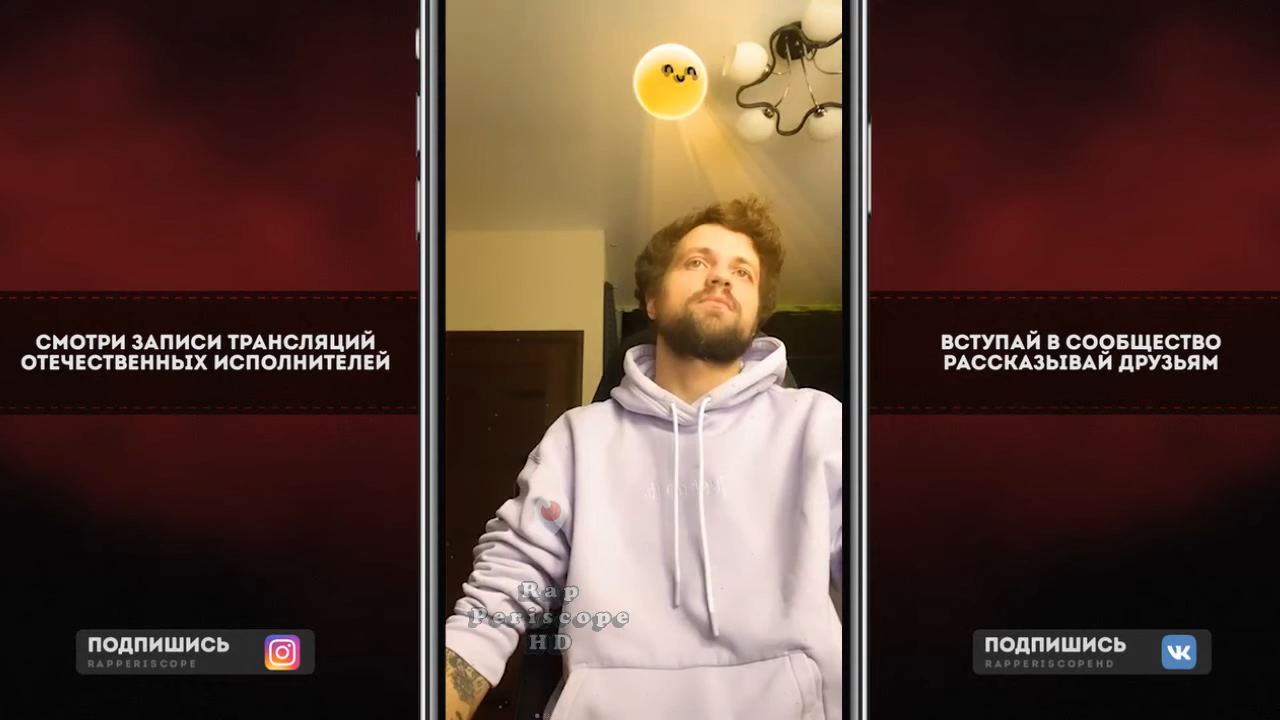 СМОТРИ ЗАПИСИ ТРАНСЛЯЦИЙ
ОТЕЧЕСТВЕННЫХ ИСПОЛНИТЕЛЕЙ
ВСТУПАЙ В СООБЩЕСТВО
РАССКАЗЫВАЙ ДРУЗЬЯМ
Rap
Periscope
HD
ПОДПИШИСЬ
RAPPERISCOPE
ПОДПИШИСЬ
RAPPERISCOPEHD